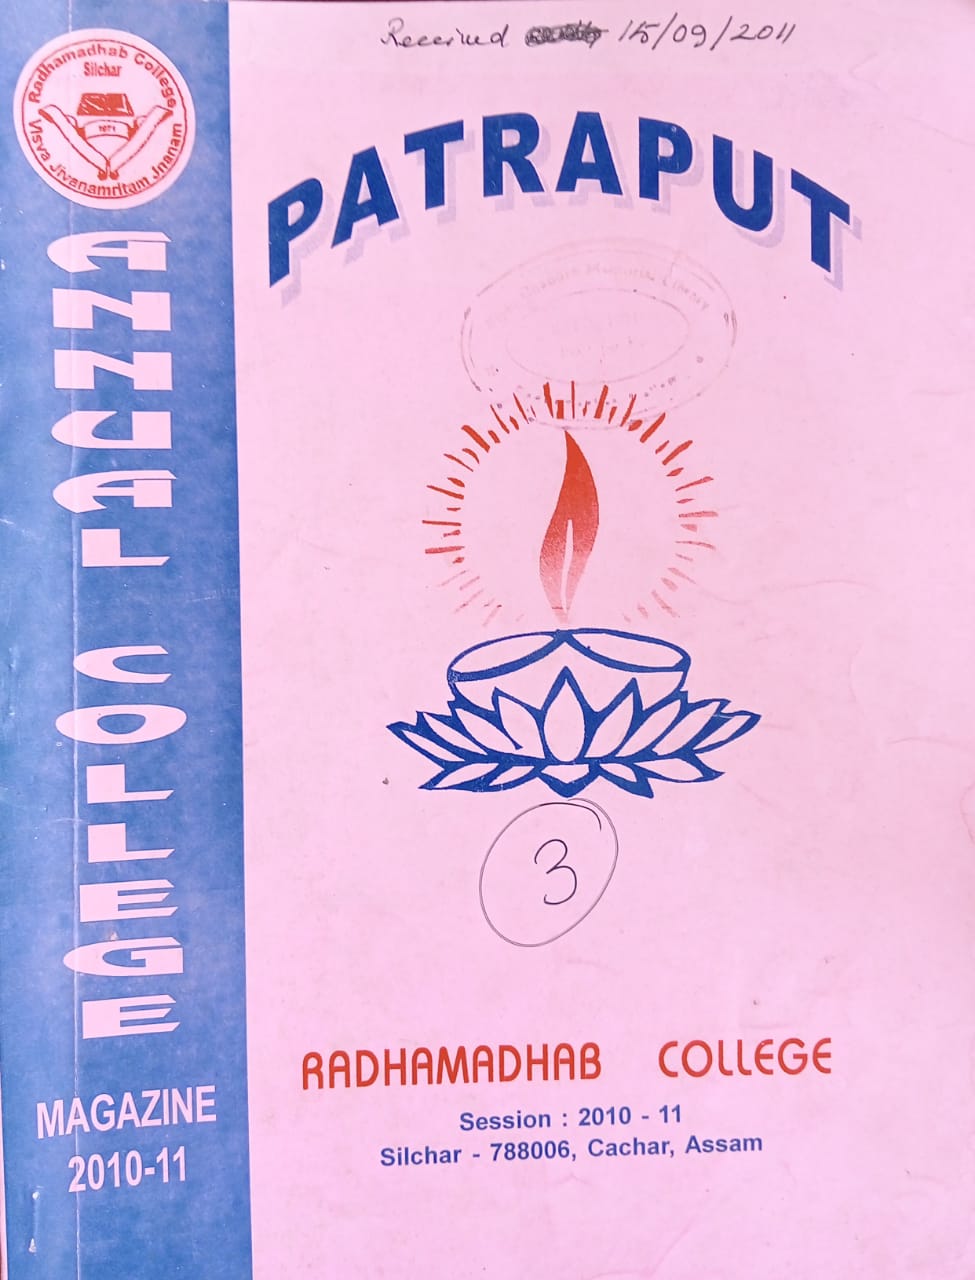 Received 15/09/2011
Radhamadhab College
Silchar
1971
Visva Jivanamritam Jnanam
PATRAPUT
ANNUAL COLLEGE
MAGAZINE
2010-11
3
RADHAMADHAB COLLEGE
Session : 2010 - 11
Silchar - 788006, Cachar, Assam